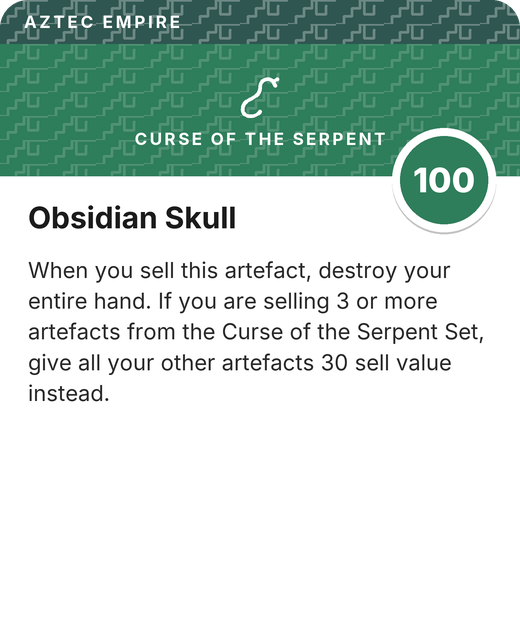 AZTEC EMPIRE
CURSE OF THE SERPENT
100
Obsidian Skull
When you sell this artefact, destroy your
entire hand. If you are selling 3 or more
artefacts from the Curse of the Serpent Set,
give all your other artefacts 30 sell value
instead.